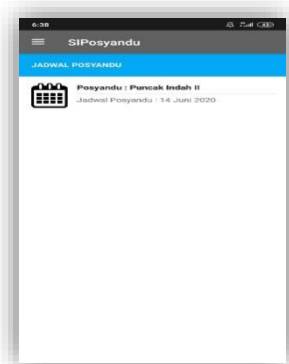 6:38
SIPosyandu
JADWAL POSYANDU
Posyandu : Puncak Indah II
Jadwal Posyandu : 14 Juni 2020